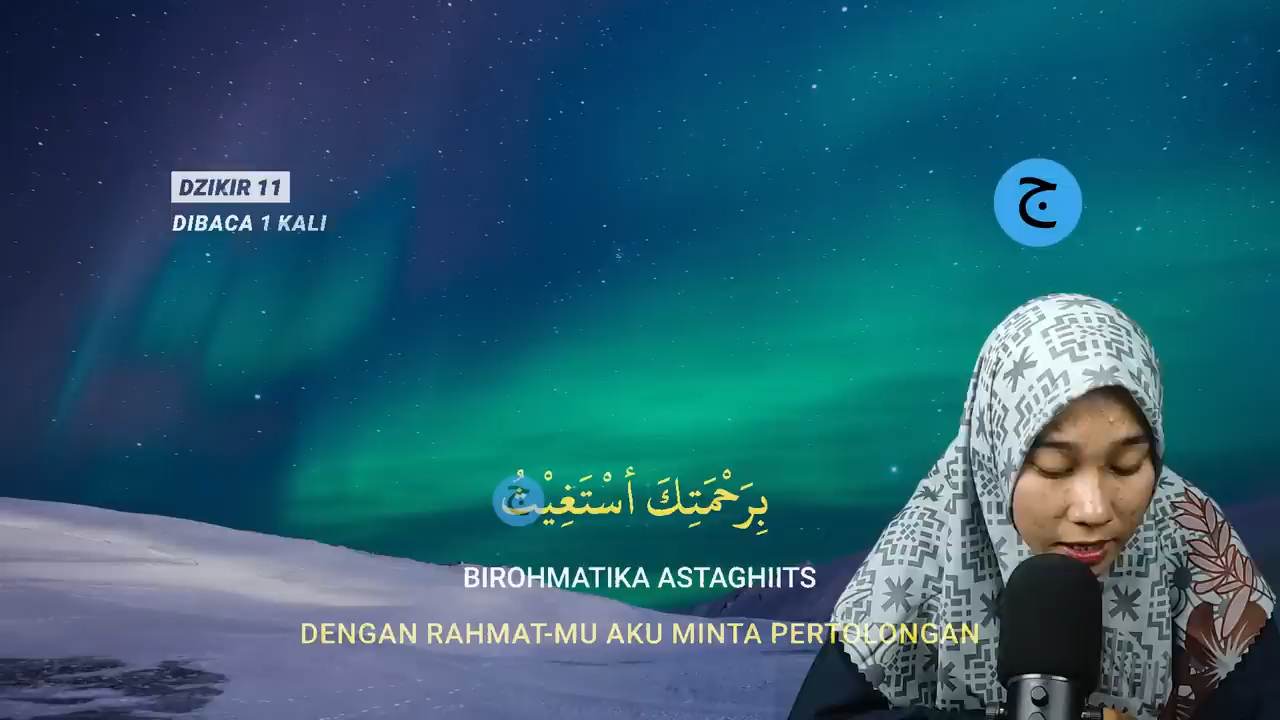 DZIKIR 11
DIBACA 1 KALI
ج
بِرَحْمَتِكَ أَسْتَغِيْثُ
ج
BIROHMATIKA ASTAGHIITS
DENGAN RAHMAT-MU AKU MINTA PERTOLONGAN